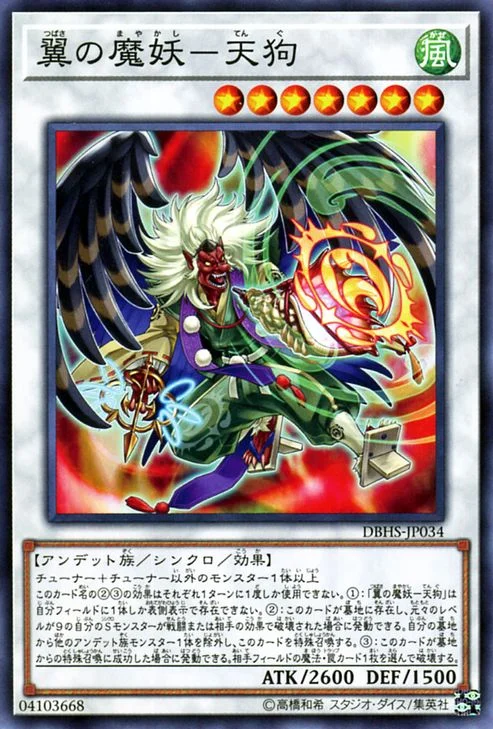 翼の魔妖－天狗
風
DBHS-JP034
【アンデット族／シンクロ／効果】
チューナー＋チューナー以外のモンスター１体以上
このカード名の②③の効果はそれぞれ１ターンに１度しか使用できない。①：「翼の魔妖－天狗」は
自分フィールドに１体しか表側表示で存在できない。②：このカードが墓地に存在し、元々のレベ
ルが９の自分のＳモンスターが戦闘または相手の効果で破壊された場合に発動できる。自分の墓地
から他のアンデット族モンスター１体を除外し、このカードを特殊召喚する。③：このカードが墓地
からの特殊召喚に成功した場合に発動できる。相手フィールドの魔法・罠カード１枚を選んで破壊する。
ATK/2600 DEF/1500
04103668
©高橋和希 スタジオ・ダイス/集英社